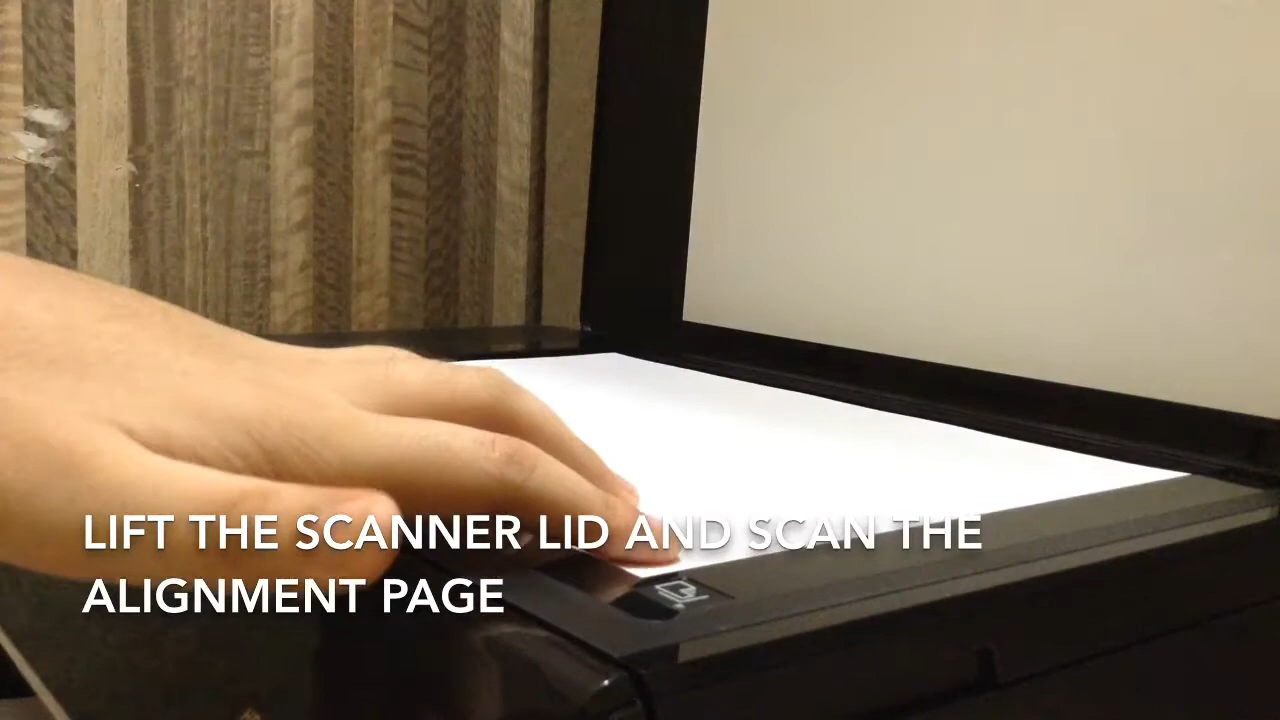 LIFT THE SCANNER LID AND SCAN THE
ALIGNMENT PAGE